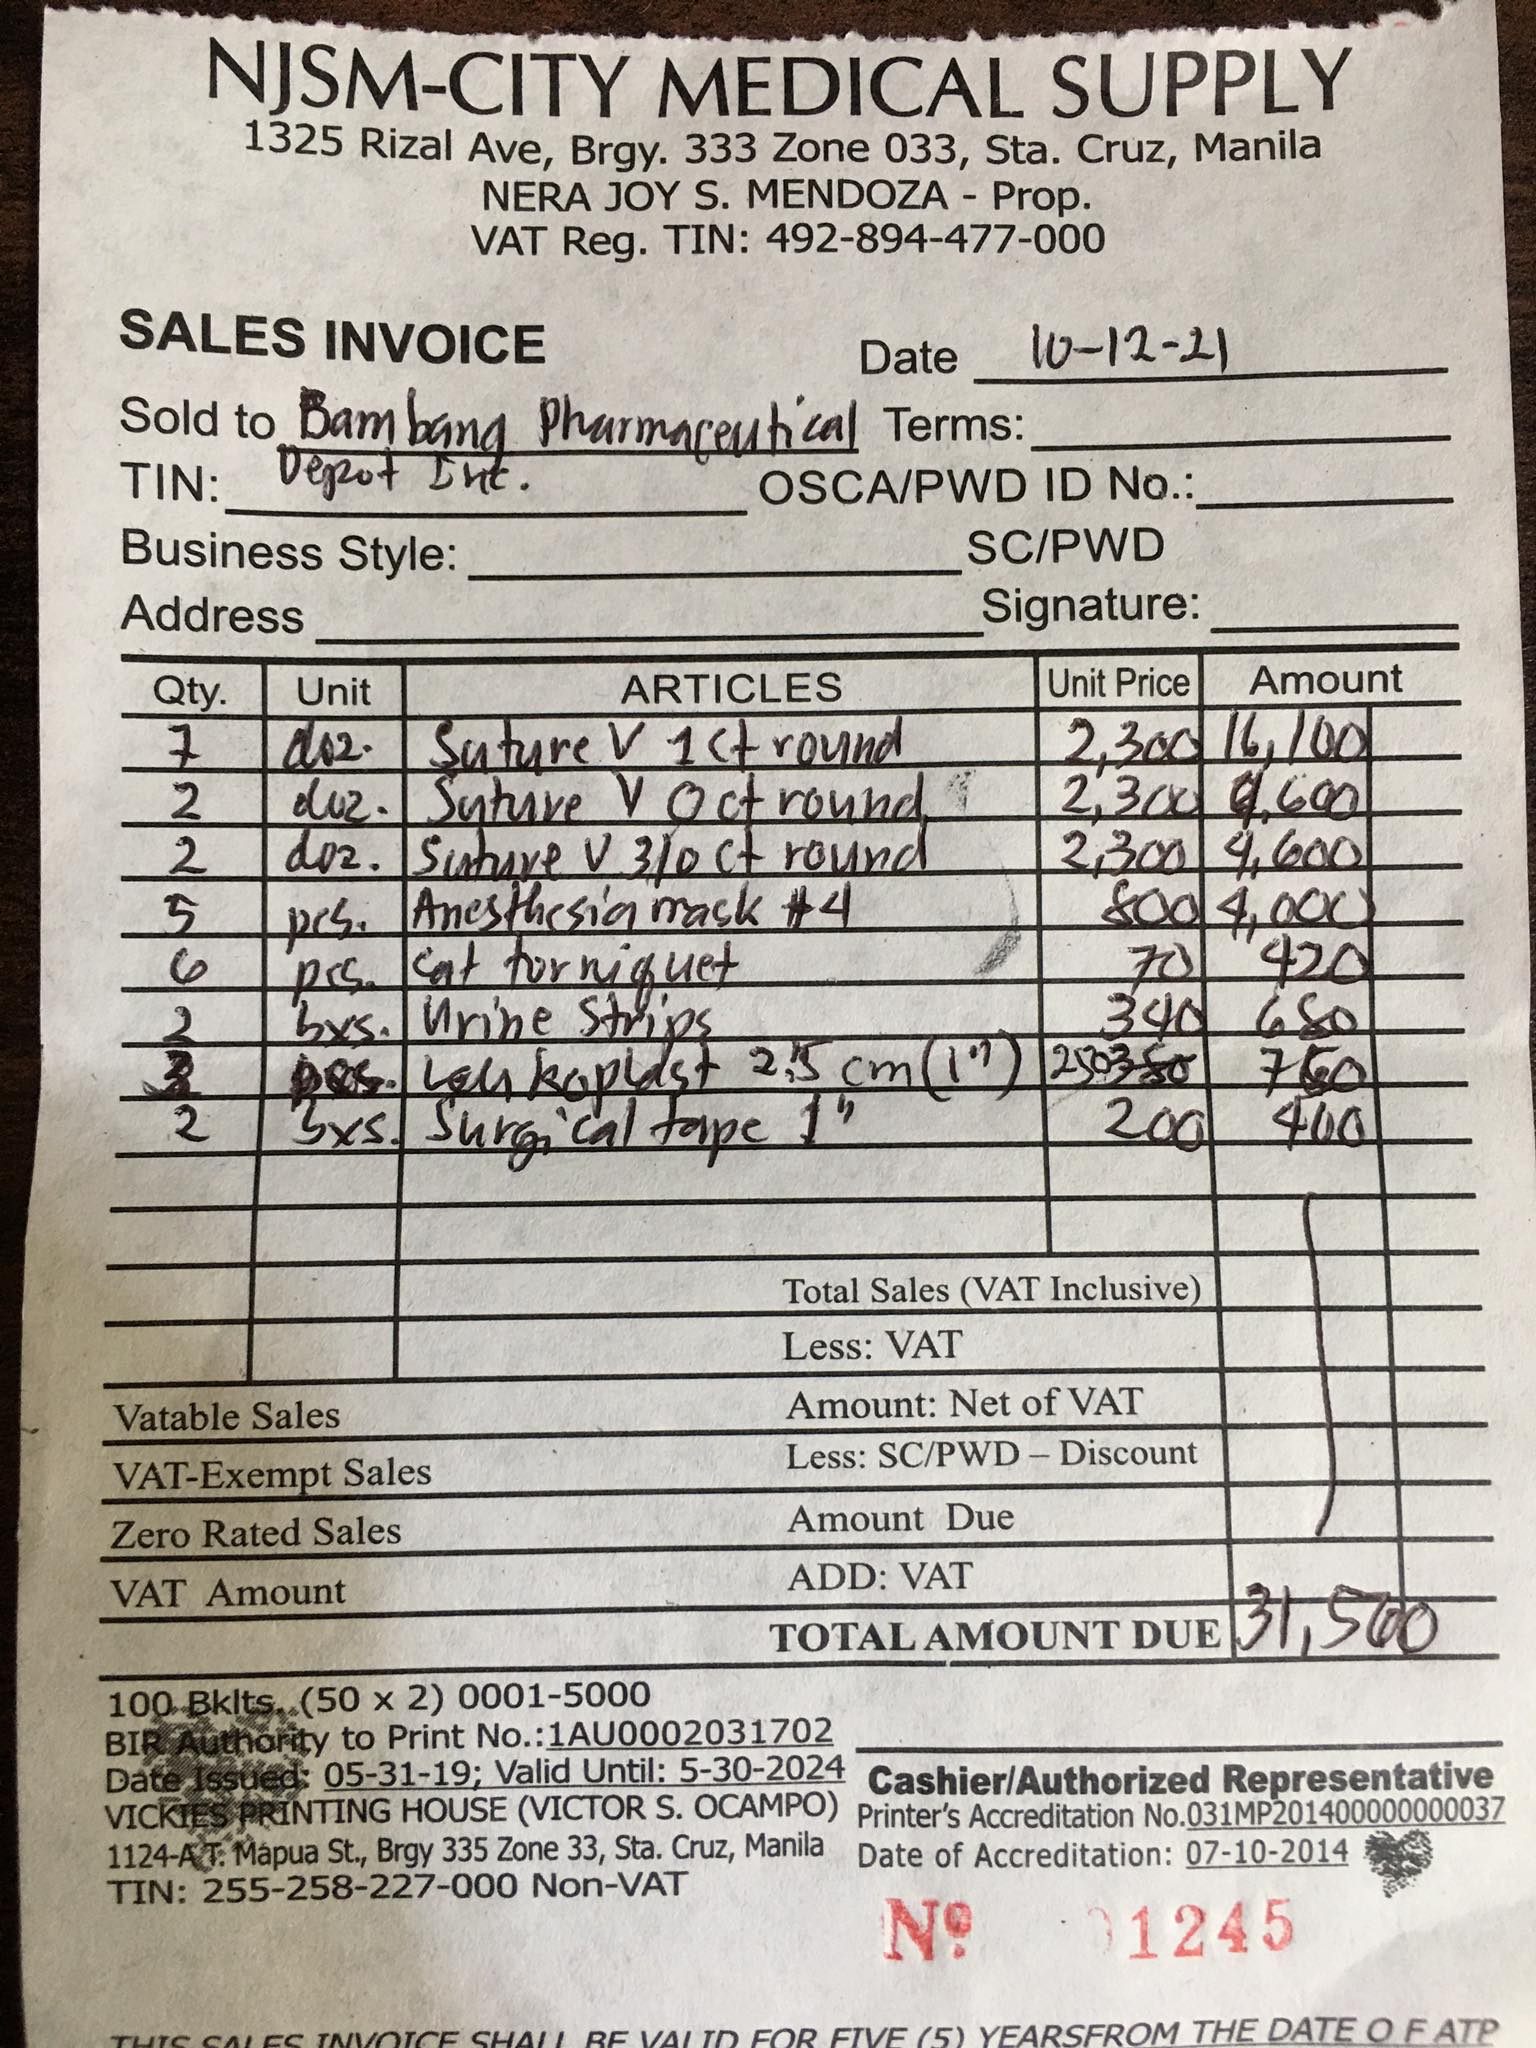 NJSM-CITY MEDICAL SUPPLY
1325 Rizal Ave, Brgy. 333 Zone 033, Sta. Cruz, Manila
NERA JOY S. MENDOZA - Prop.
VAT Reg. TIN: 492-894-477-000
SALES INVOICE Date 10-12-21
Sold to Bambang Pharmaceutical Terms:
TIN: Depot Inc. OSCA/PWD ID No.:
Business Style: SC/PWD
Address Signature:
Qty. Unit ARTICLES Unit Price Amount
7 doz. Suture V 1 ct round 2,300 16,100
2 doz. Suture V 0 ct round 2,300 4,600
2 doz. Suture V 3/0 ct round 2,300 4,600
5 pcs. Anesthesia mask #4 800 4,000
6 pcs. Cat torniquet 70 420
2 bxs. Urine Strips 340 680
3 pcs. Leukoplast 2.5 cm (1") 250 750
2 bxs. Surgical tape 1" 200 400
Total Sales (VAT Inclusive)
Less: VAT
Vatable Sales Amount: Net of VAT
VAT-Exempt Sales Less: SC/PWD – Discount
Zero Rated Sales Amount Due
VAT Amount ADD: VAT
TOTAL AMOUNT DUE 31,500
100 Bklts. (50 x 2) 0001-5000
BIR Authority to Print No.:1AU0002031702
Date Issued: 05-31-19; Valid Until: 5-30-2024
VICKIES PRINTING HOUSE (VICTOR S. OCAMPO)
1124-A T. Mapua St., Brgy 335 Zone 33, Sta. Cruz, Manila
TIN: 255-258-227-000 Non-VAT
Cashier/Authorized Representative
Printer's Accreditation No.031MP201400000000037
Date of Accreditation: 07-10-2014
Nº 1245
THIS SALES INVOICE SHALL BE VALID FOR FIVE (5) YEARSFROM THE DATE O F ATP